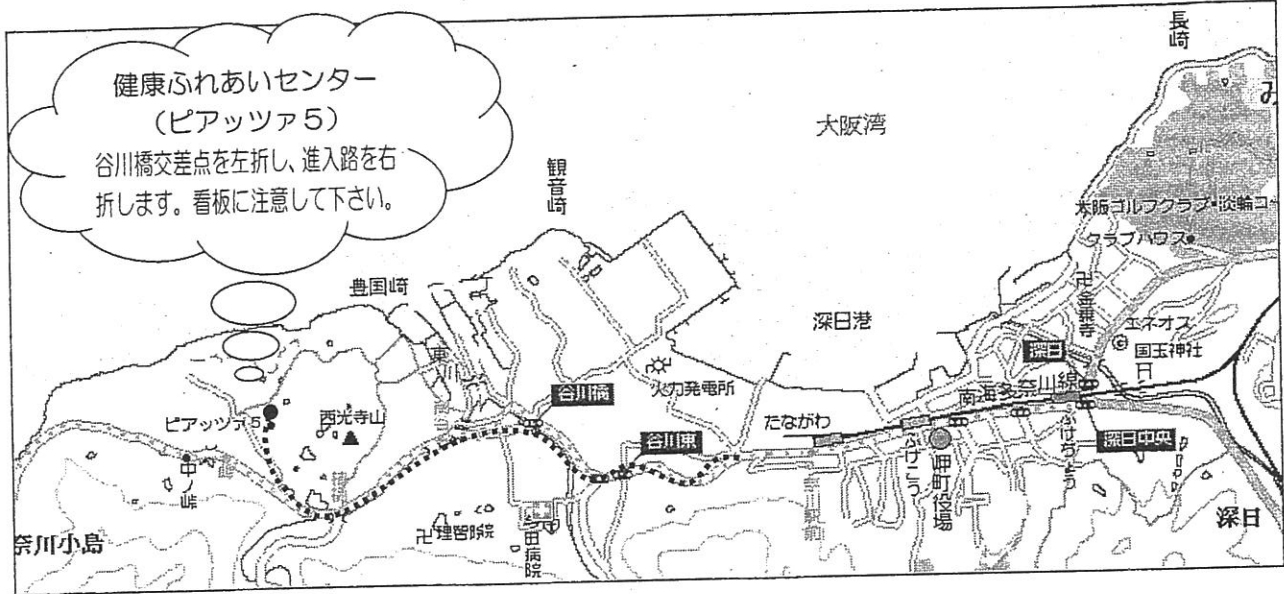 健康ふれあいセンター
(ピアッツァ5)
谷川橋交差点を左折し、進入路を右
折します。看板に注意して下さい。
長崎
大阪湾
観音崎
大阪ゴルフクラブ・淡輪コー
クラブハウス
豊国崎
深日港
卍金乗寺
エネオス
国玉神社
深日
火力発電所
谷川橋
南海多奈川線
たながわ
谷川東
ピアッツァ5
西光寺山
深日中央
ふけちょう
ふけこう
岬町役場
中ノ峠
卍理智院
深日
奈川小島